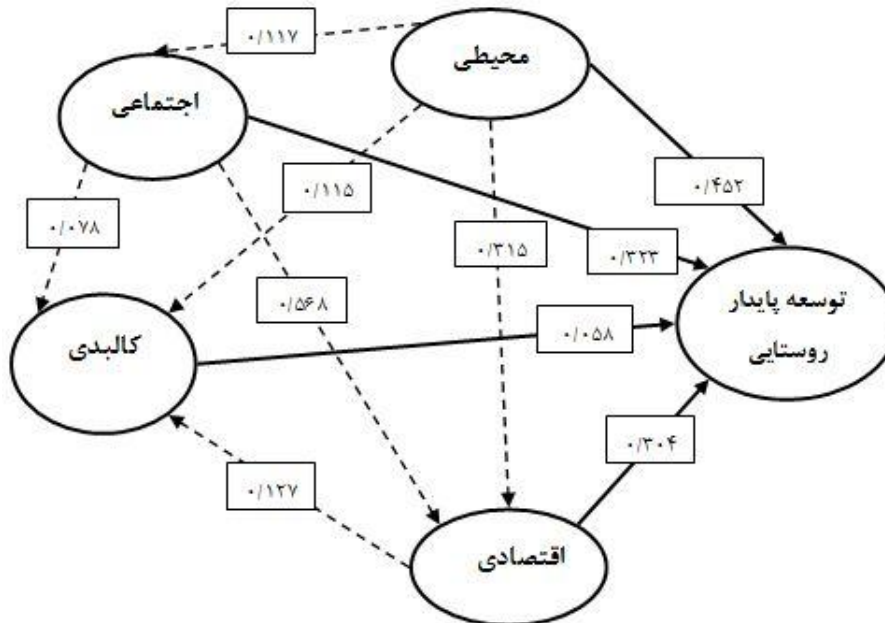 ۰/۱۱۷
محیطی
اجتماعی
۰/۱۱۵
۰/۴۵۲
۰/۰۷۸
۰/۳۱۵
۰/۳۲۳
۰/۵۶۸
توسعه پایدار
روستایی
کالبدی
۰/۰۵۸
۰/۳۰۴
۰/۱۲۷
اقتصادی